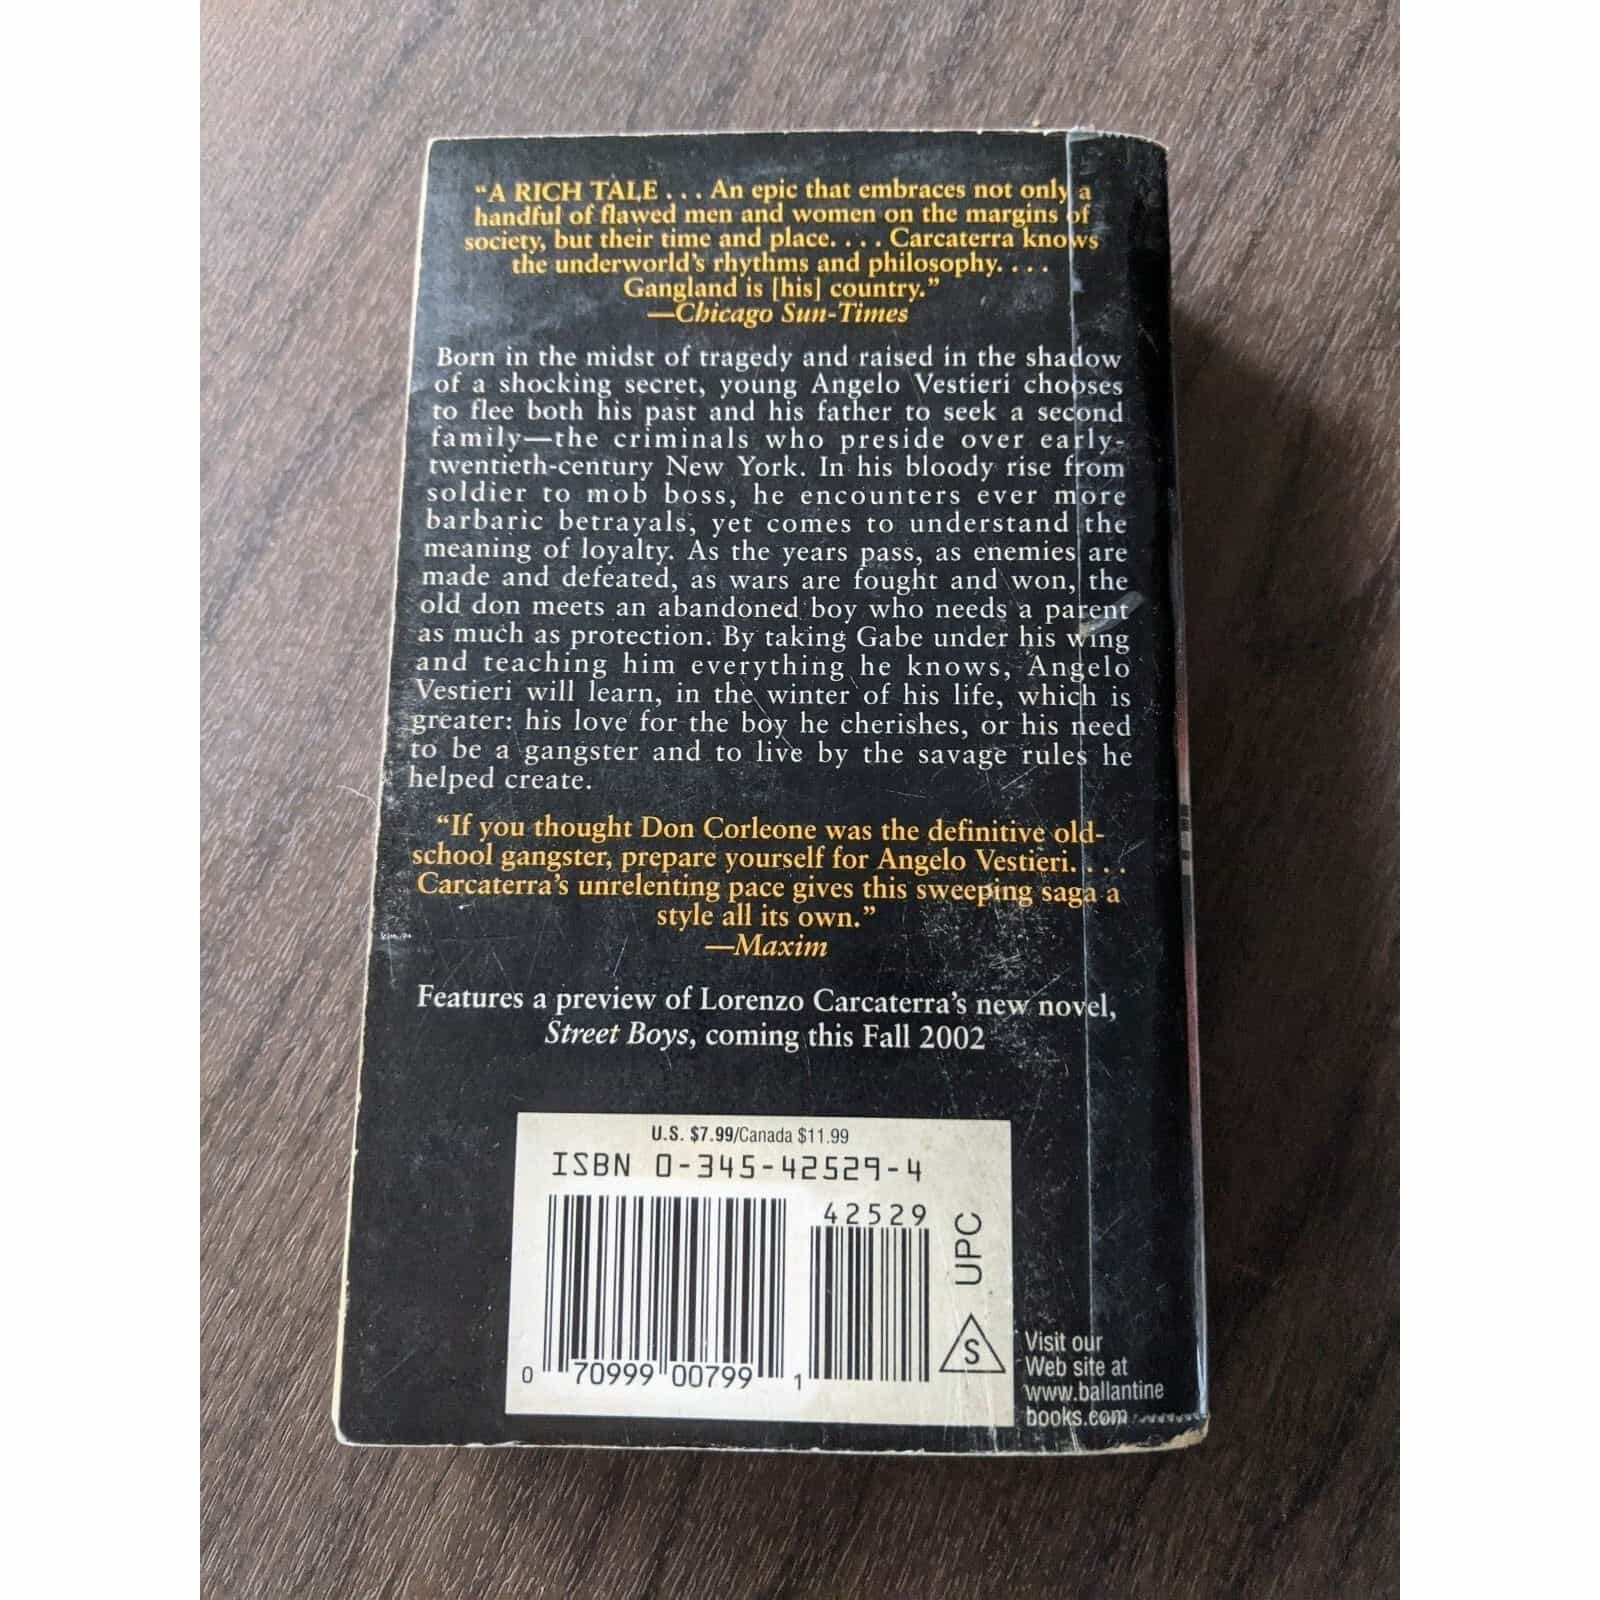 “A RICH TALE . . . An epic that embraces not only a
handful of flawed men and women on the margins of
society, but their time and place. . . . Carcaterra knows
the underworld’s rhythms and philosophy. . . .
Gangland is [his] country.”
—Chicago Sun-Times
Born in the midst of tragedy and raised in the shadow
of a shocking secret, young Angelo Vestieri chooses
to flee both his past and his father to seek a second
family—the criminals who preside over early-
twentieth-century New York. In his bloody rise from
soldier to mob boss, he encounters ever more
barbaric betrayals, yet comes to understand the
meaning of loyalty. As the years pass, as enemies are
made and defeated, as wars are fought and won, the
old don meets an abandoned boy who needs a parent
as much as protection. By taking Gabe under his wing
and teaching him everything he knows, Angelo
Vestieri will learn, in the winter of his life, which is
greater: his love for the boy he cherishes, or his need
to be a gangster and to live by the savage rules he
helped create.
“If you thought Don Corleone was the definitive old-
school gangster, prepare yourself for Angelo Vestieri. . . .
Carcaterra’s unrelenting pace gives this sweeping saga a
style all its own.”
—Maxim
Features a preview of Lorenzo Carcaterra’s new novel,
Street Boys, coming this Fall 2002
U.S. $7.99/Canada $11.99
ISBN 0-345-42529-4
42529
0 70999 00799 1
UPC
S
Visit our
Web site at
www.ballantine
books.com